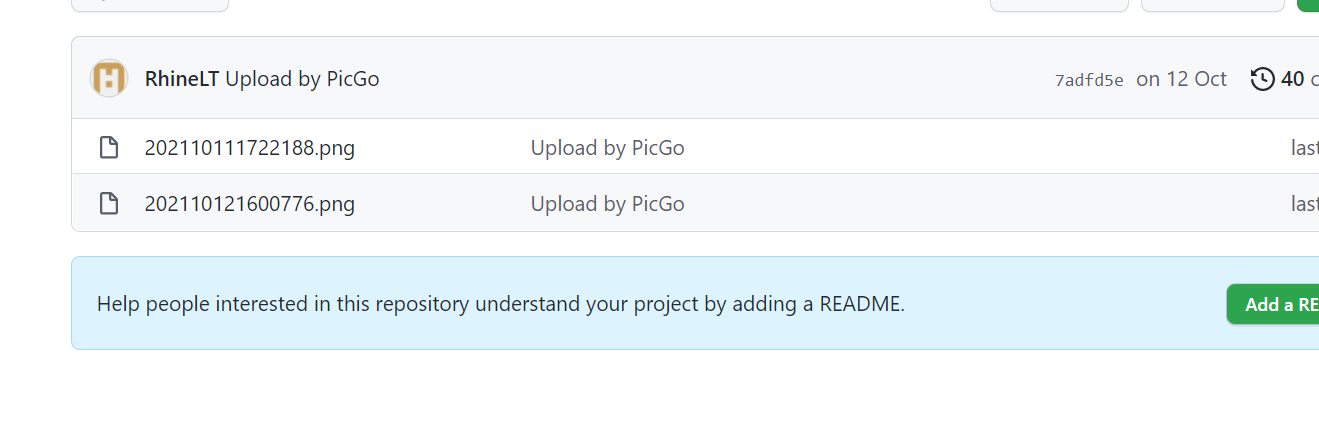 RhineLT Upload by PicGo 7adfd5e on 12 Oct 40
202110111722188.png Upload by PicGo last
202110121600776.png Upload by PicGo last
Help people interested in this repository understand your project by adding a README. Add a RE